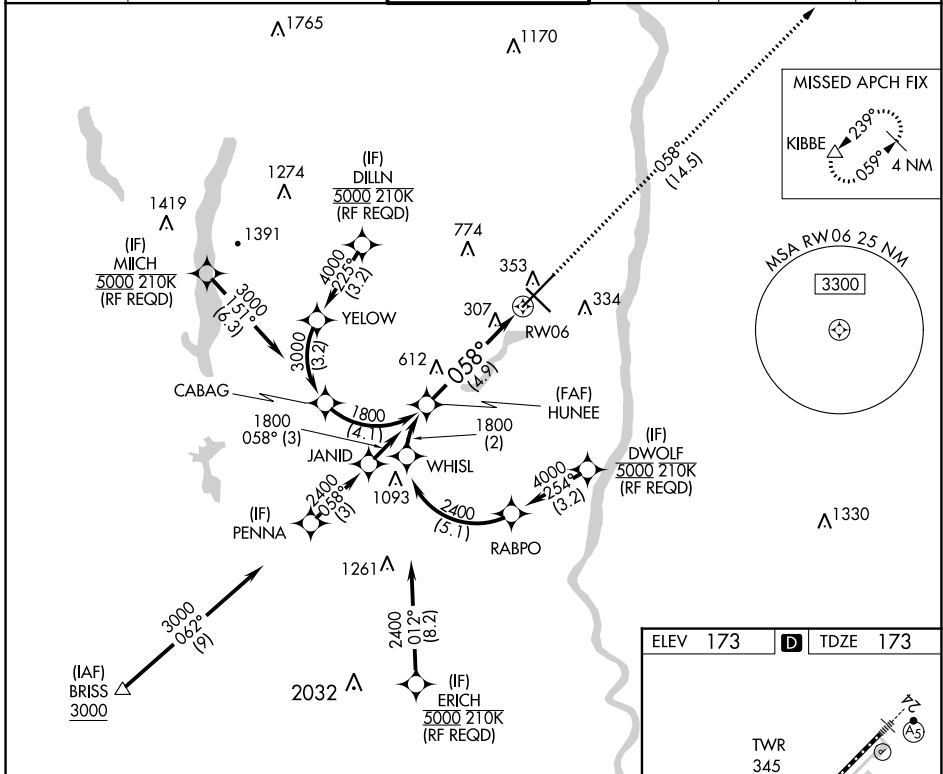 1765
1170
MISSED APCH FIX
KIBBE
239°
059°
4 NM
058°
(14.5)
1274
(IF)
DILLN
5000 210K
(RF REQD)
1419
1391
(IF)
MIICH
5000 210K
(RF REQD)
3000
151°
(6.3)
4000
225°
(3.2)
774
353
334
307
RW06
MSA RW06 25 NM
3300
YELOW
3000
(3.2)
612
058°
(4.9)
CABAG
(FAF)
HUNEE
1800
(4.1)
1800
058° (3)
1800
(2)
JANID
WHISL
(IF)
DWOLF
5000 210K
(RF REQD)
4000
254°
(3.2)
2400
058°
(3)
1093
2400
(5.1)
(IF)
PENNA
RABPO
1330
1261
3000
062°
(9)
2400
012°
(8.2)
(IAF)
BRISS
3000
2032
(IF)
ERICH
5000 210K
(RF REQD)
ELEV 173 D TDZE 173
TWR
345
24
A5
P